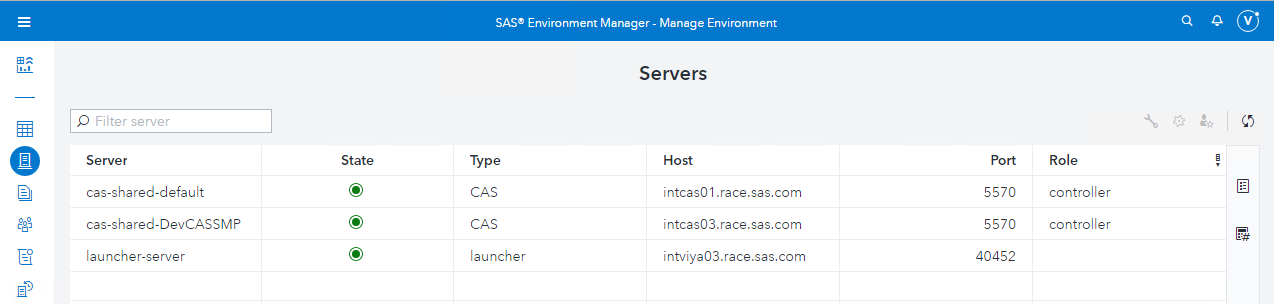 SAS® Environment Manager - Manage Environment
V
Servers
Filter server
Server State Type Host Port Role
cas-shared-default CAS intcas01.race.sas.com 5570 controller
cas-shared-DevCASSMP CAS intcas03.race.sas.com 5570 controller
launcher-server launcher intviya03.race.sas.com 40452